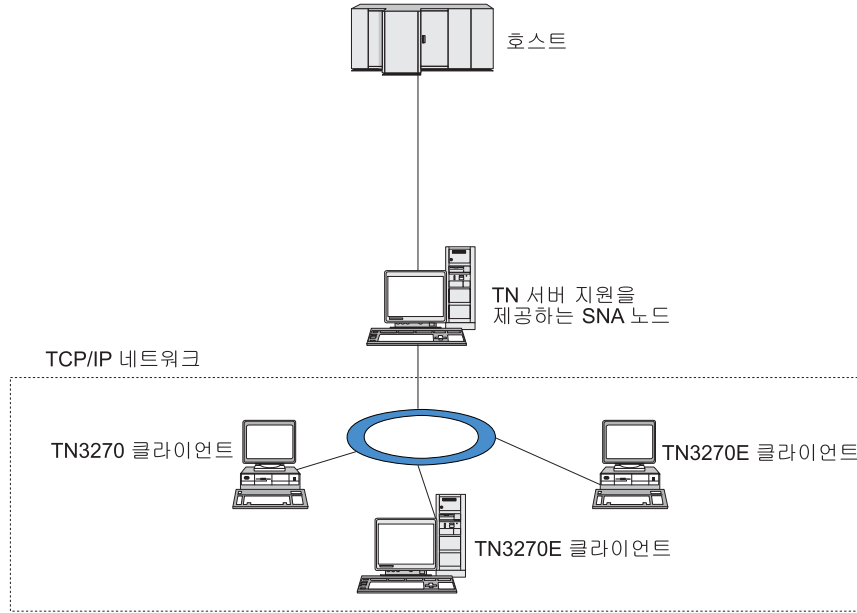 호스트
TN 서버 지원을
제공하는 SNA 노드
TCP/IP 네트워크
TN3270 클라이언트
TN3270E 클라이언트
TN3270E 클라이언트